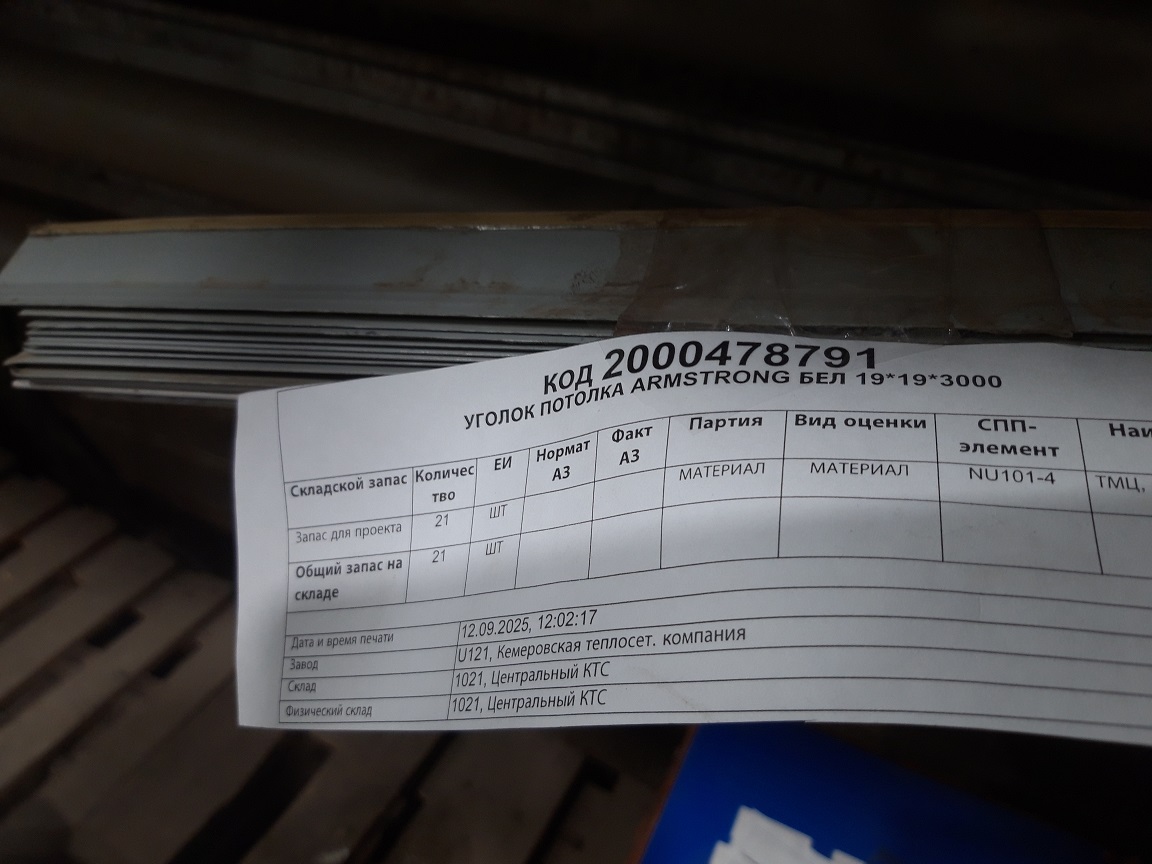 КОД 2000478791
УГОЛОК ПОТОЛКА ARMSTRONG БЕЛ 19*19*3000
Складской запас Количес тво ЕИ Нормат АЗ Факт АЗ Партия Вид оценки СПП-элемент Наи
Запас для проекта 21 ШТ МАТЕРИАЛ МАТЕРИАЛ NU101-4 ТМЦ,
Общий запас на складе 21 ШТ
Дата и время печати 12.09.2025, 12:02:17
Завод U121, Кемеровская теплосет. компания
Склад 1021, Центральный КТС
Физический склад 1021, Центральный КТС